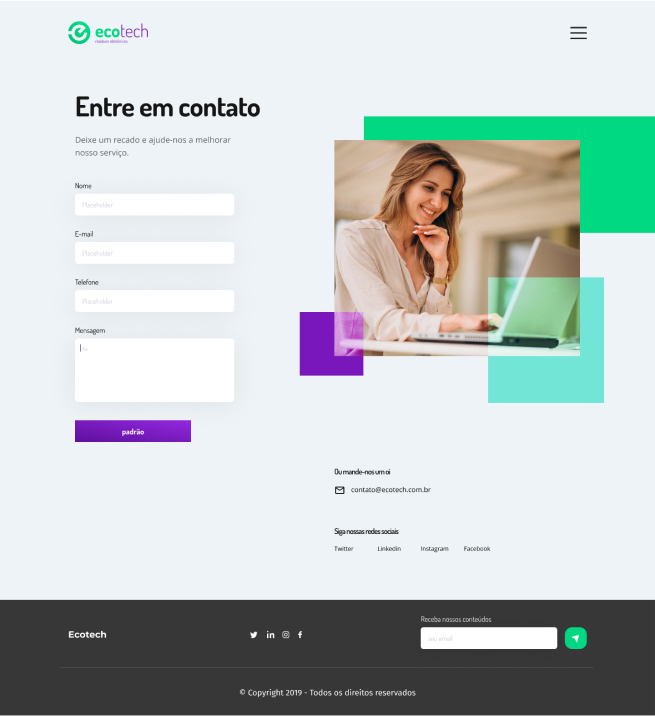 ecotech
resíduos eletrônicos
Entre em contato
Deixe um recado e ajude-nos a melhorar
nosso serviço.
Nome
Placeholder
E-mail
Placeholder
Telefone
Placeholder
Mensagem
padrão
Ou mande-nos um oi
contato@ecotech.com.br
Siga nossas redes sociais
Twitter Linkedin Instagram Facebook
Receba nossos conteúdos
Ecotech
seu email
© Copyright 2019 - Todos os direitos reservados